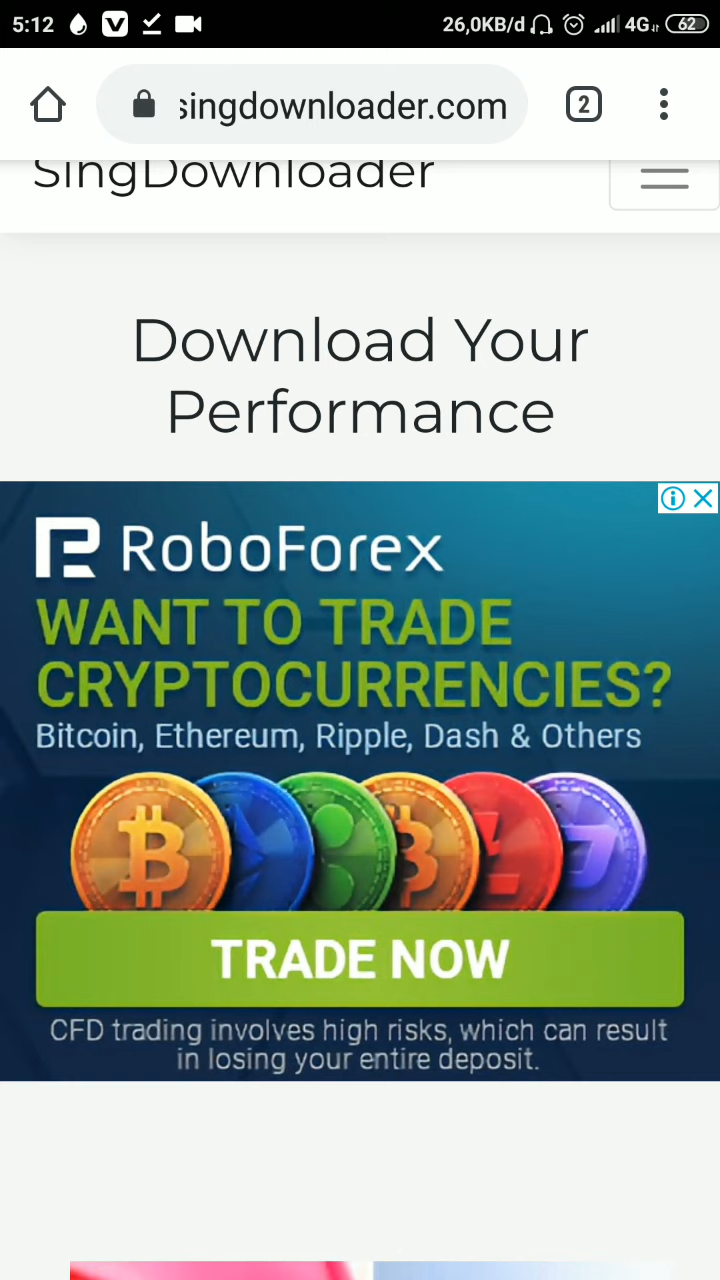 5:12
26,0KB/d
4G
62
singdownloader.com
2
SingDownloader
Download Your
Performance
RoboForex
WANT TO TRADE
CRYPTOCURRENCIES?
Bitcoin, Ethereum, Ripple, Dash & Others
TRADE NOW
CFD trading involves high risks, which can result
in losing your entire deposit.